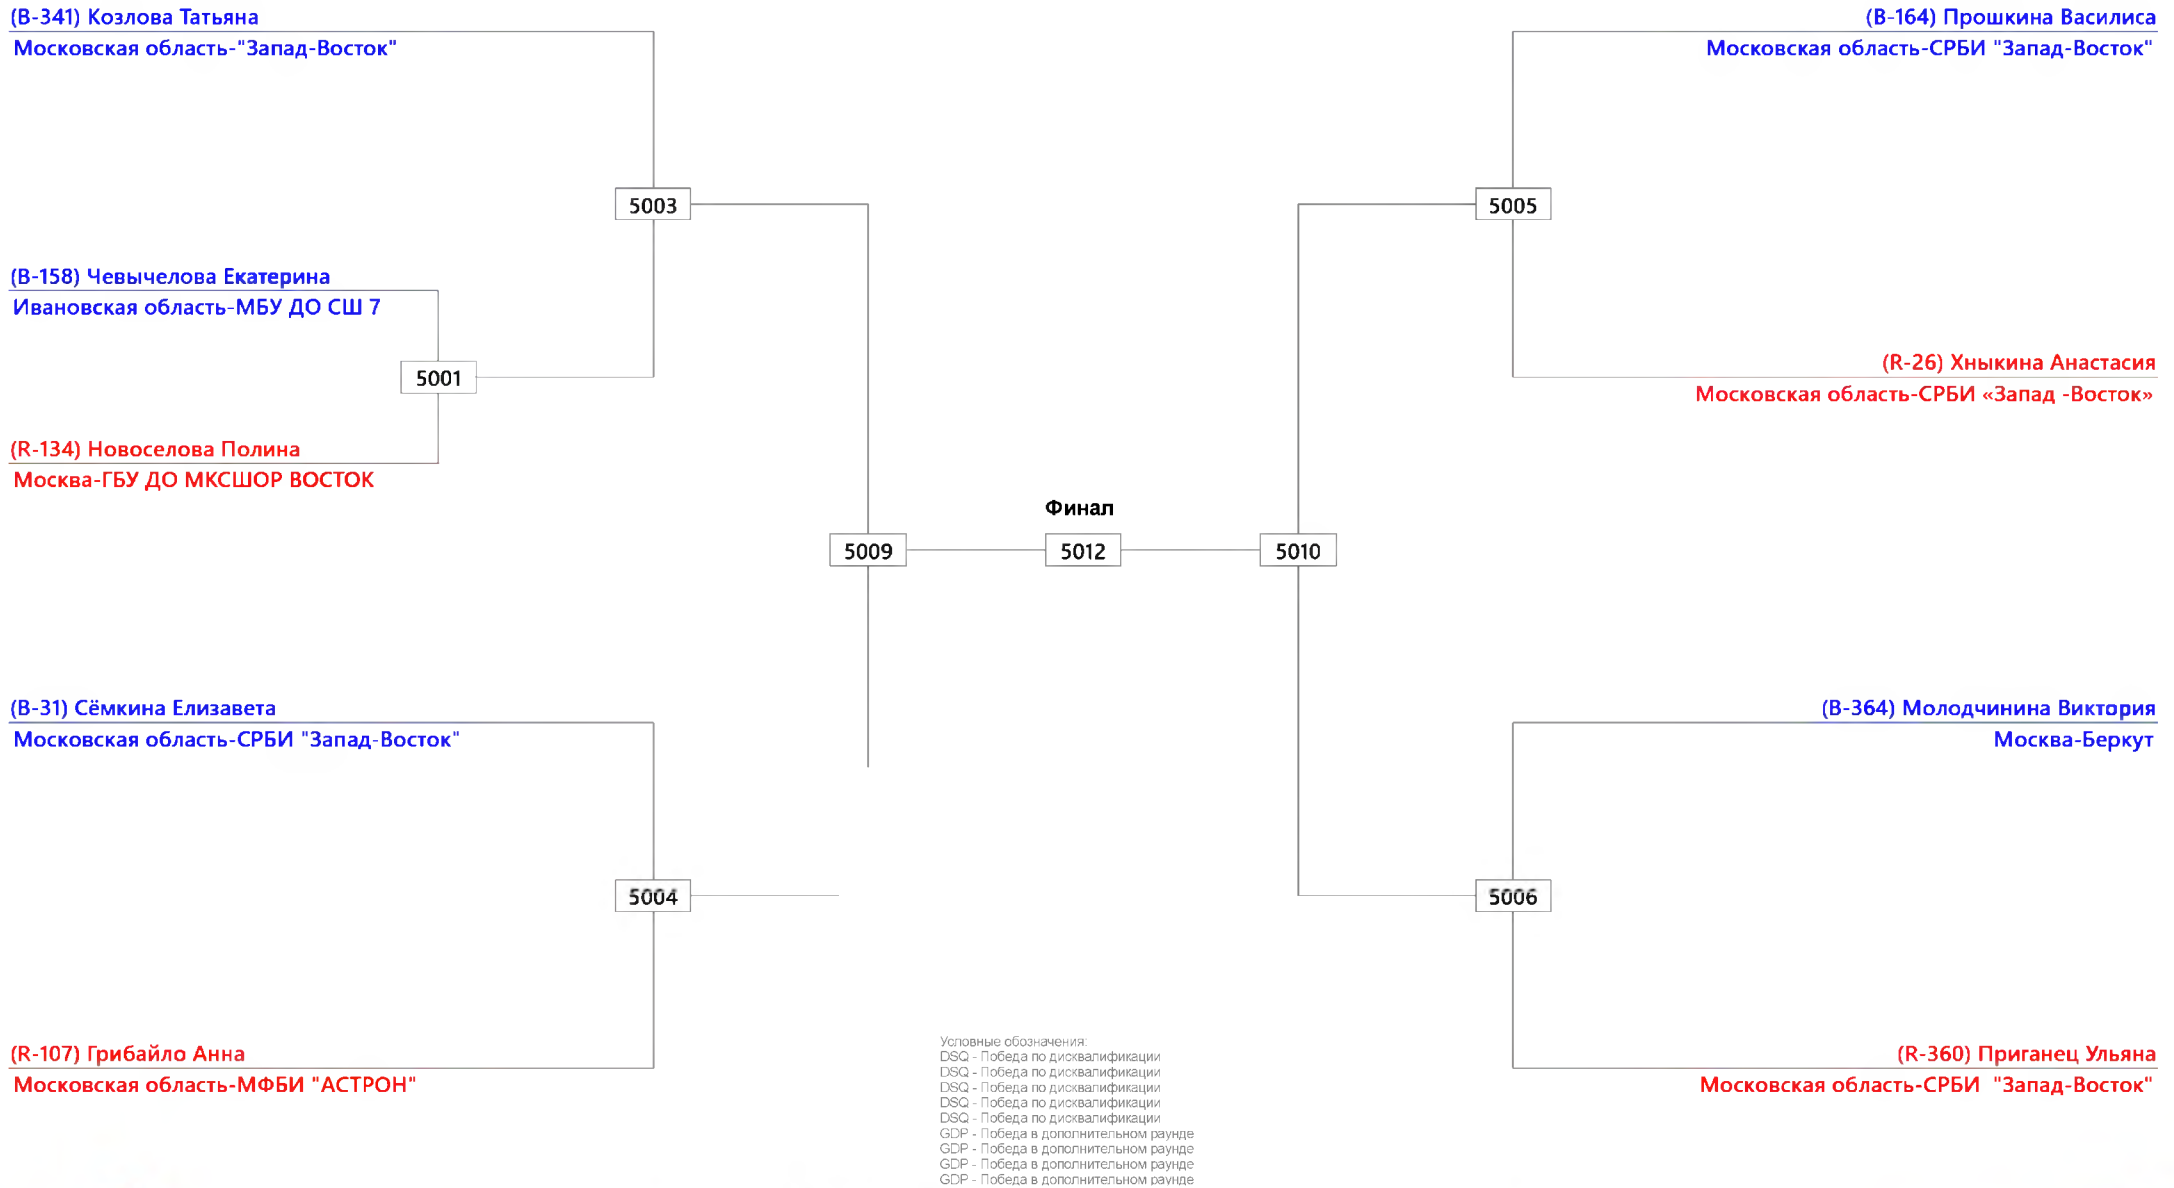 (B-341) Козлова Татьяна
Московская область-"Запад-Восток"
(B-164) Прошкина Василиса
Московская область-СРБИ "Запад-Восток"
5003
5005
(B-158) Чевычелова Екатерина
Ивановская область-МБУ ДО СШ 7
5001
(R-26) Хныкина Анастасия
Московская область-СРБИ «Запад -Восток»
(R-134) Новоселова Полина
Москва-ГБУ ДО МКСШОР ВОСТОК
Финал
5009
5012
5010
(B-31) Сёмкина Елизавета
Московская область-СРБИ "Запад-Восток"
(B-364) Молодчинина Виктория
Москва-Беркут
5004
5006
(R-107) Грибайло Анна
Московская область-МФБИ "АСТРОН"
(R-360) Приганец Ульяна
Московская область-СРБИ  "Запад-Восток"
Условные обозначения:
DSQ - Победа по дисквалификации
DSQ - Победа по дисквалификации
DSQ - Победа по дисквалификации
DSQ - Победа по дисквалификации
DSQ - Победа по дисквалификации
GDP - Победа в дополнительном раунде
GDP - Победа в дополнительном раунде
GDP - Победа в дополнительном раунде
GDP - Победа в дополнительном раунде